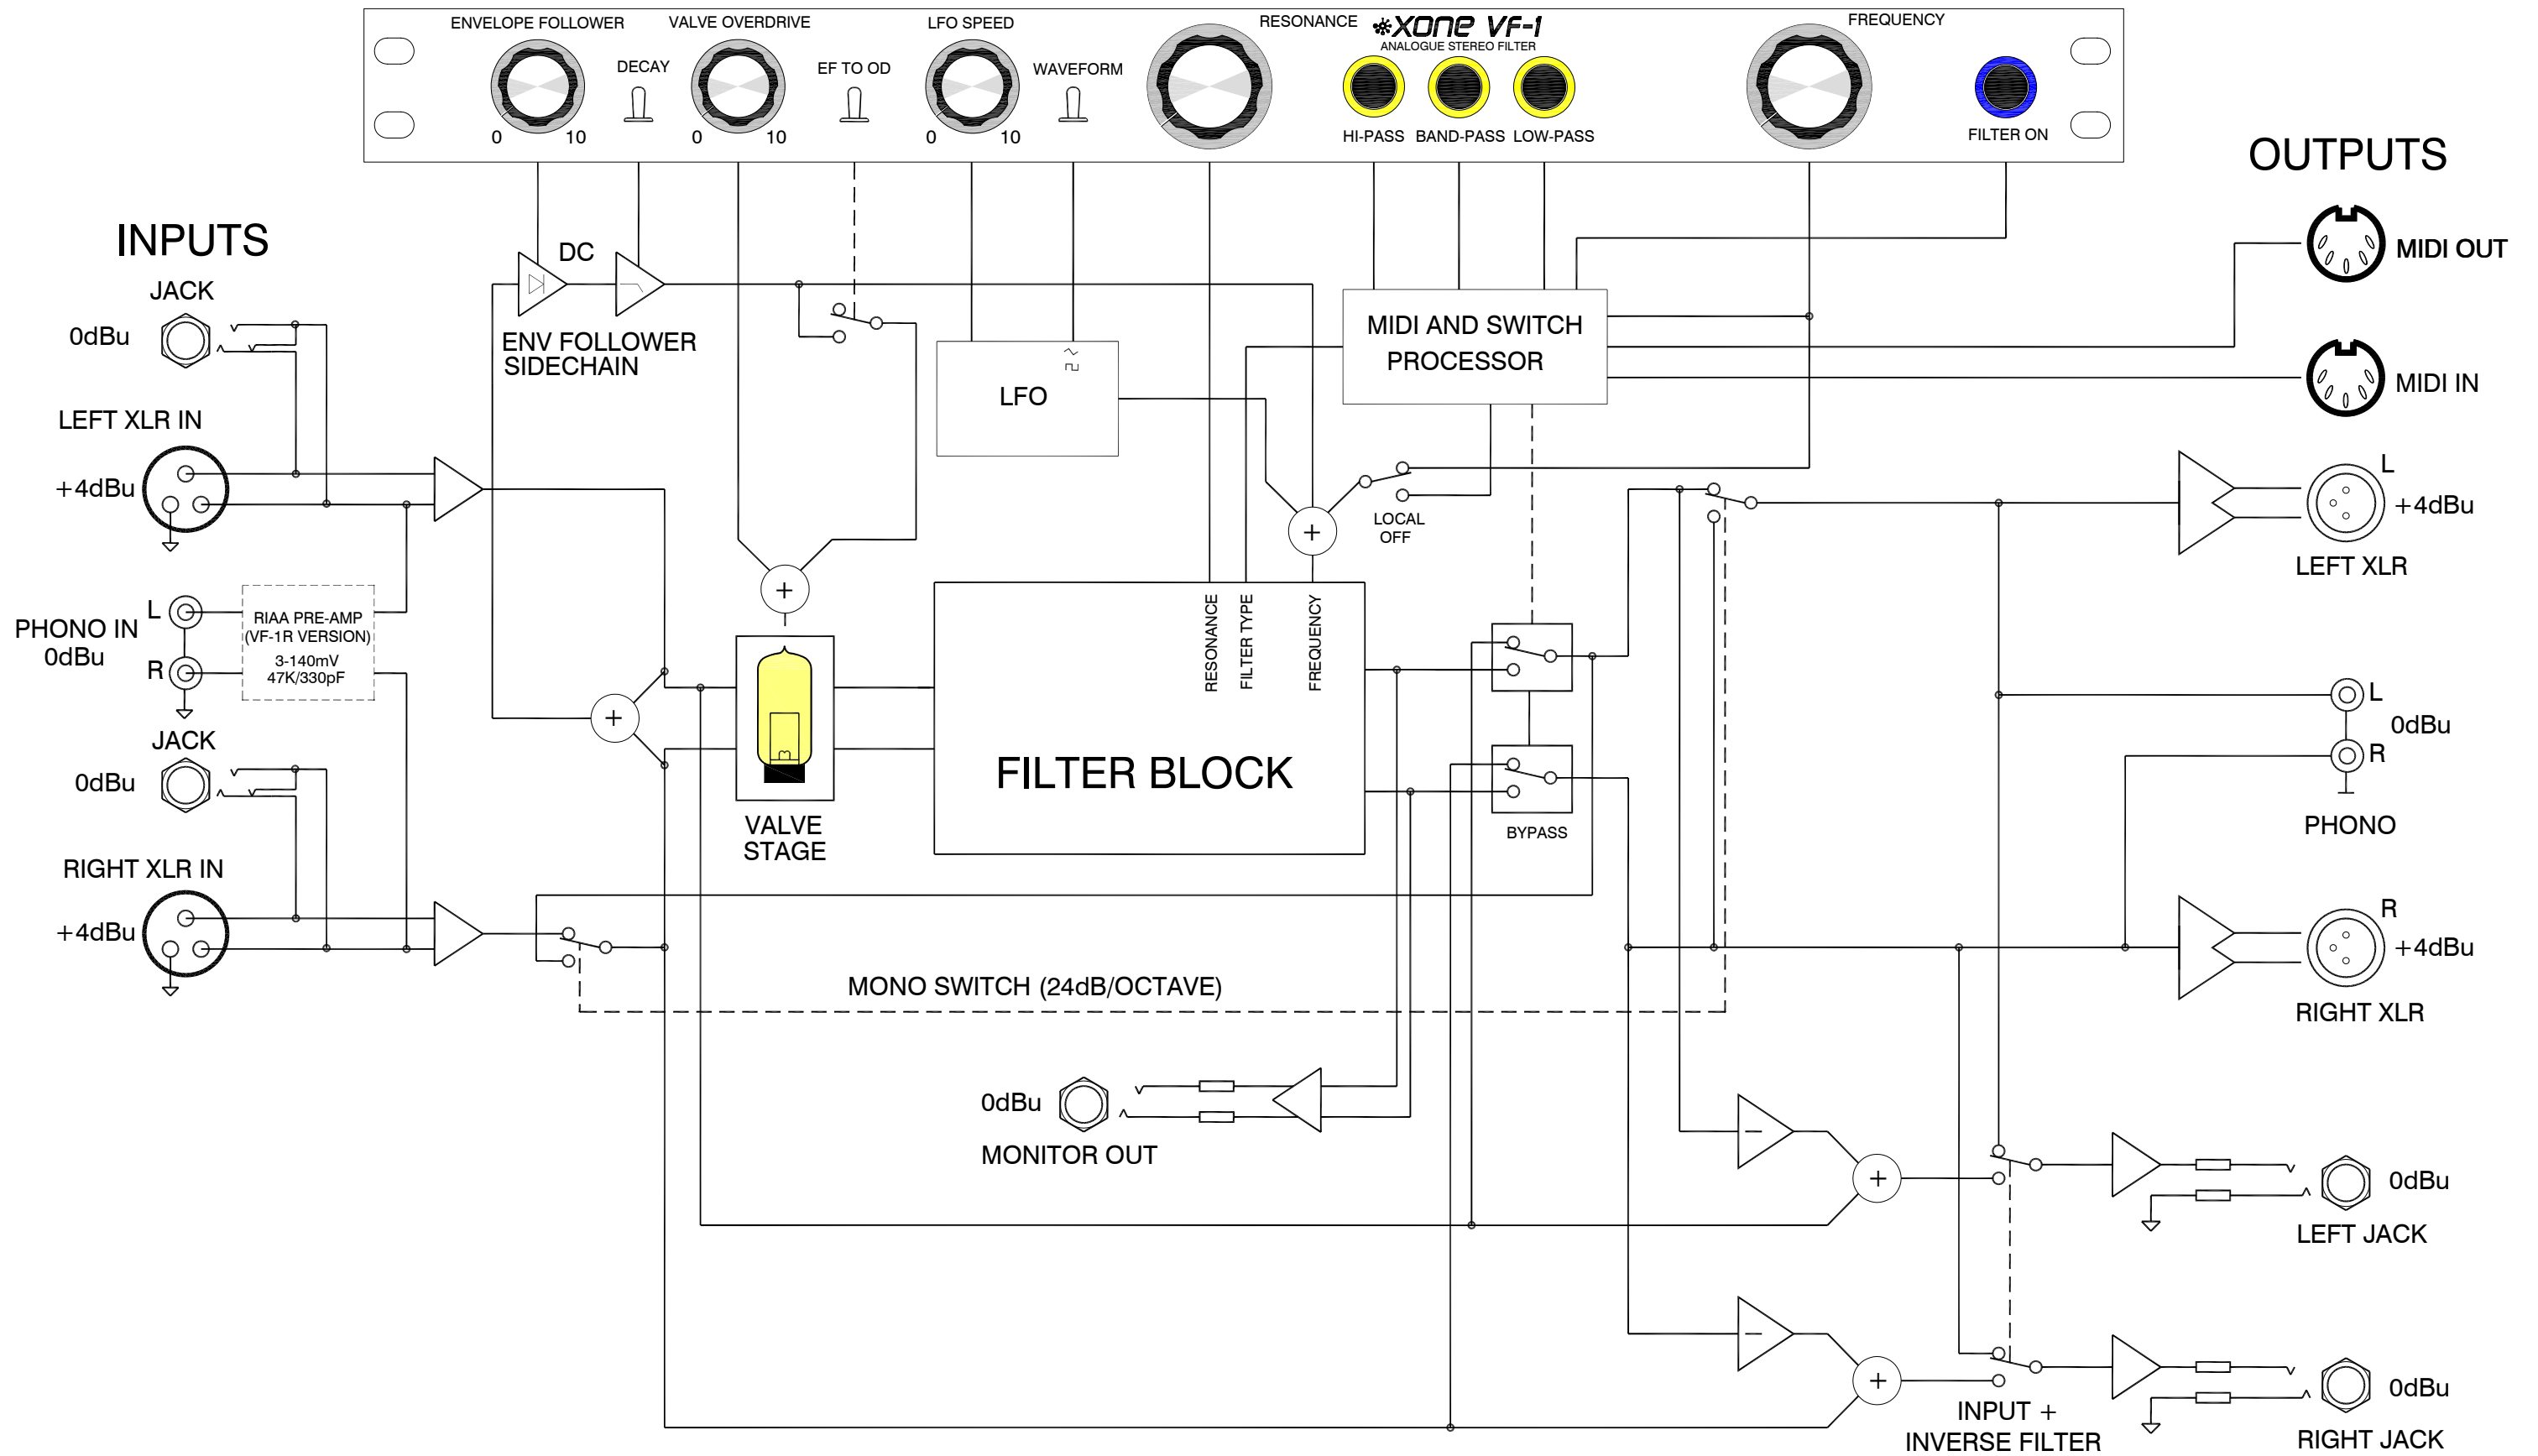 ENVELOPE FOLLOWER
VALVE OVERDRIVE
LFO SPEED
RESONANCE
XONE VF-1
ANALOGUE STEREO FILTER
FREQUENCY
DECAY
EF TO OD
WAVEFORM
0 10
0 10
0 10
HI-PASS
BAND-PASS
LOW-PASS
FILTER ON
OUTPUTS
INPUTS
MIDI OUT
DC
JACK
0dBu
ENV FOLLOWER
SIDECHAIN
LFO
MIDI AND SWITCH
PROCESSOR
MIDI IN
LEFT XLR IN
+4dBu
LOCAL
OFF
L
+4dBu
LEFT XLR
PHONO IN
0dBu
L
R
RIAA PRE-AMP
(VF-1R VERSION)
3-140mV
47K/330pF
+
+
+
RESONANCE
FILTER TYPE
FREQUENCY
FILTER BLOCK
VALVE
STAGE
BYPASS
L
0dBu
R
PHONO
JACK
0dBu
RIGHT XLR IN
+4dBu
R
+4dBu
RIGHT XLR
MONO SWITCH (24dB/OCTAVE)
0dBu
MONITOR OUT
–
+
0dBu
LEFT JACK
–
+
INPUT +
INVERSE FILTER
0dBu
RIGHT JACK